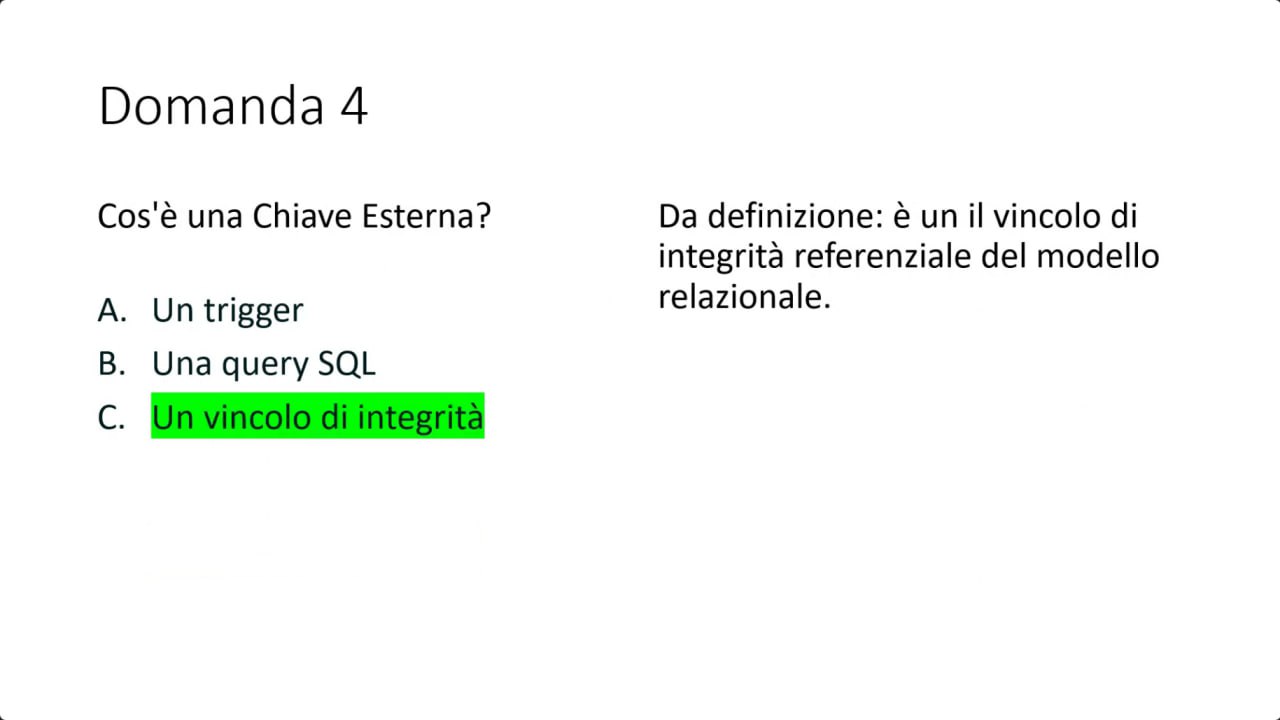 Domanda 4
Cos'è una Chiave Esterna?
A. Un trigger
B. Una query SQL
C. Un vincolo di integrità
Da definizione: è un il vincolo di
integrità referenziale del modello
relazionale.